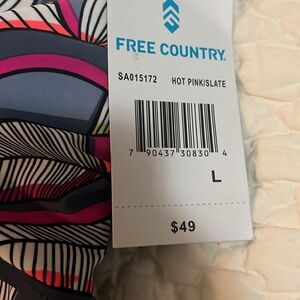 FREE COUNTRY
SA015172 HOT PINK/SLATE
7 90437 30830 4
L
$49